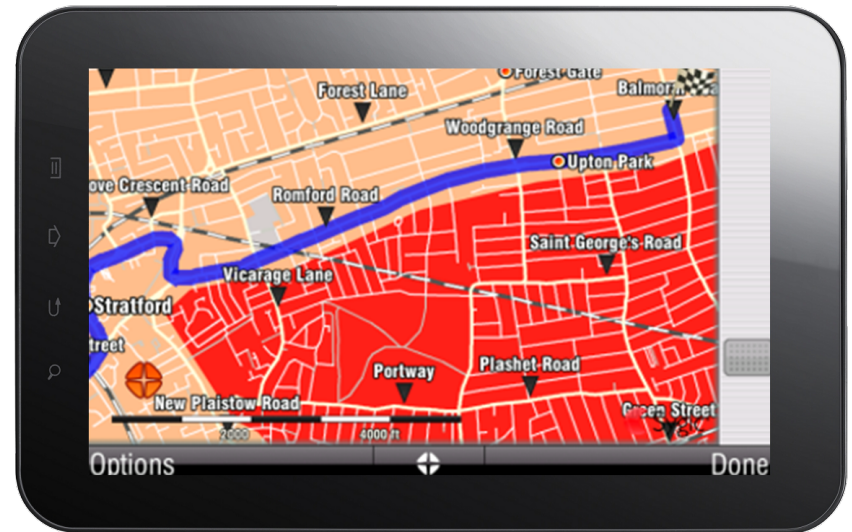 Forest Gate
Forest Lane
Woodgrange Road
Upton Park
ove Crescent Road
Romford Road
Saint George's Road
Vicarage Lane
Stratford
treet
Portway
Plashet Road
New Plaistow Road
Green Street
2000
4000 ft
Options
Done